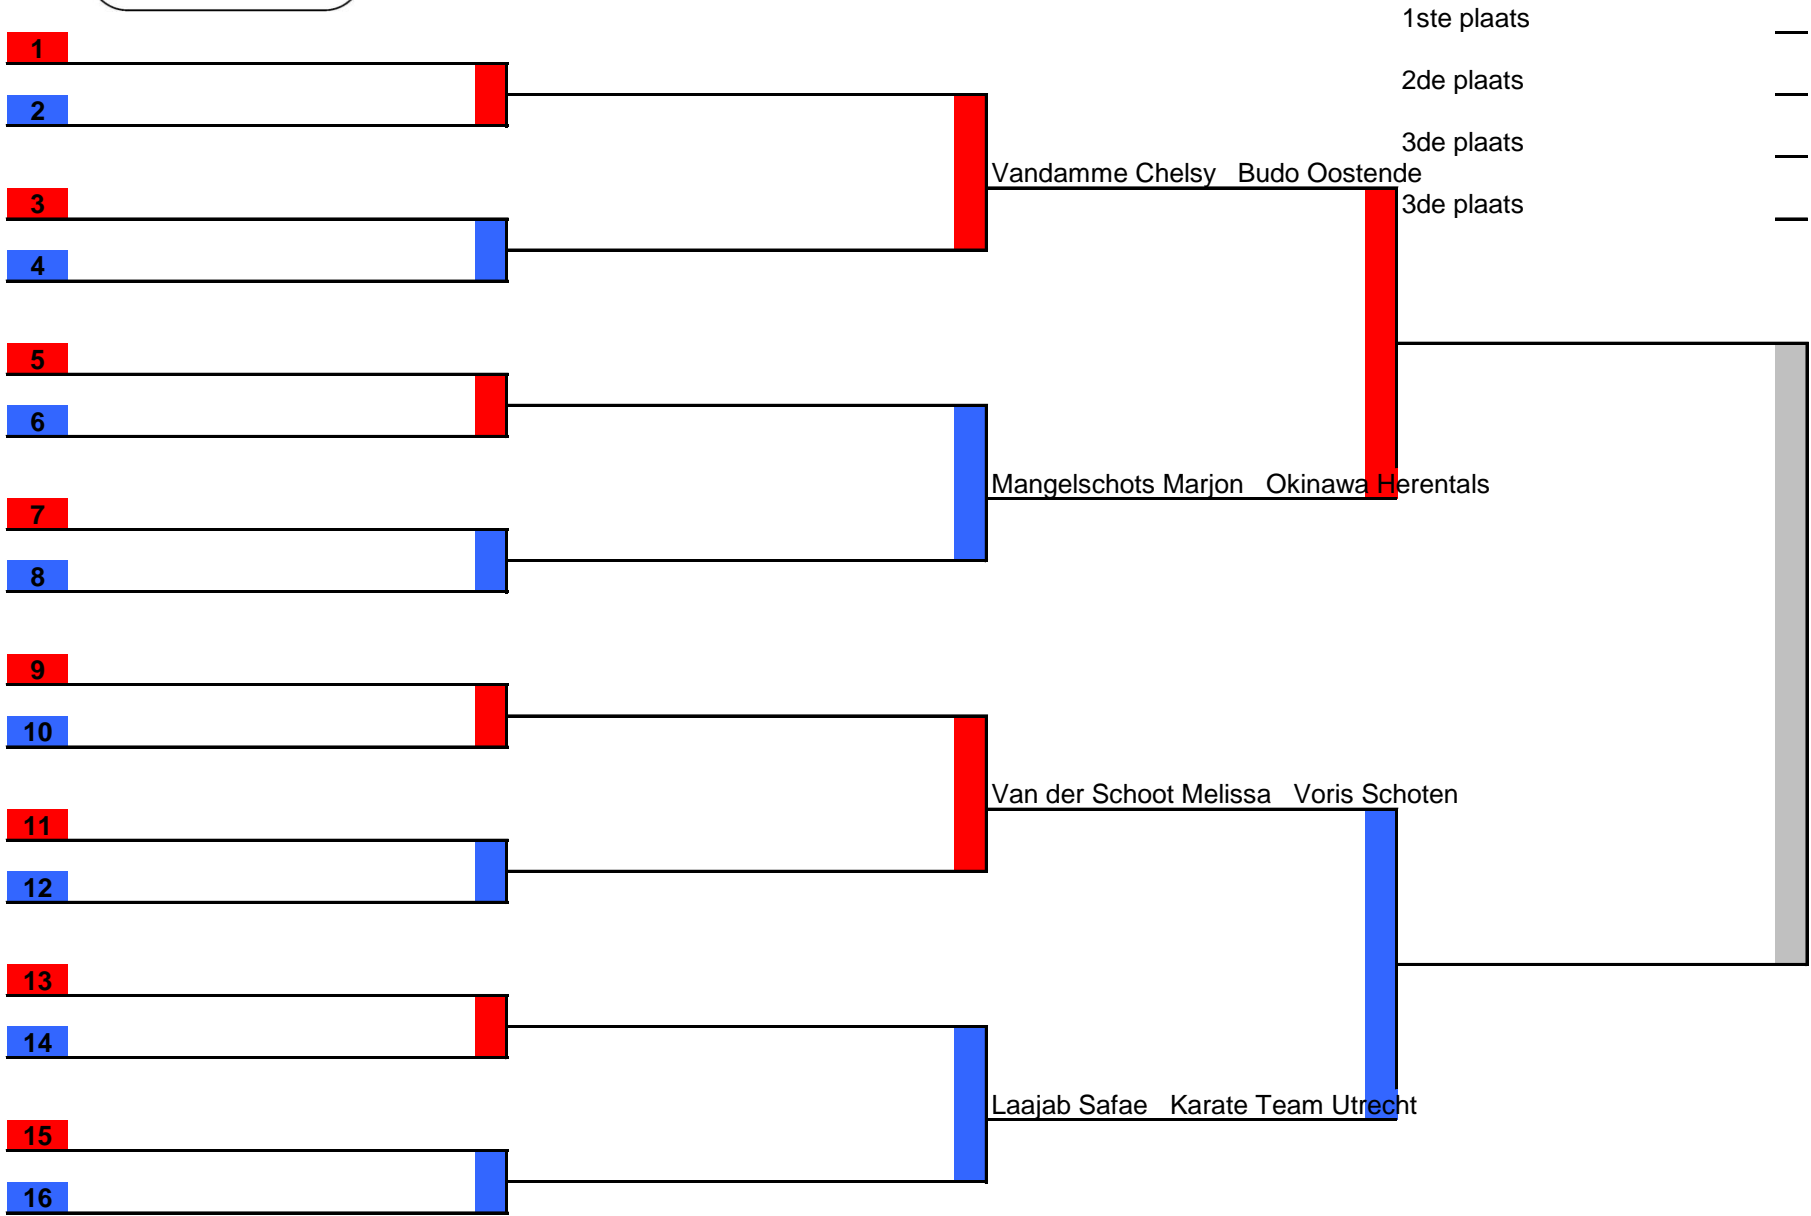 1ste plaats
1
2de plaats
2
3de plaats
Vandamme Chelsy Budo Oostende
3
3de plaats
4
5
6
Mangelschots Marjon Okinawa Herentals
7
8
9
10
Van der Schoot Melissa Voris Schoten
11
12
13
14
Laajab Safae Karate Team Utrecht
15
16